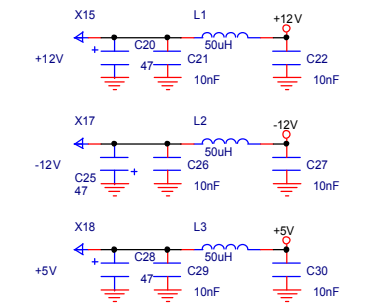 X15 L1 +12V
+ C20 50uH
+12V 47 C21 C22
10nF 10nF
X17 L2 -12V
50uH
-12V C25 + C26 C27
47 10nF 10nF
X18 L3 +5V
+ C28 50uH
+5V 47 C29 C30
10nF 10nF